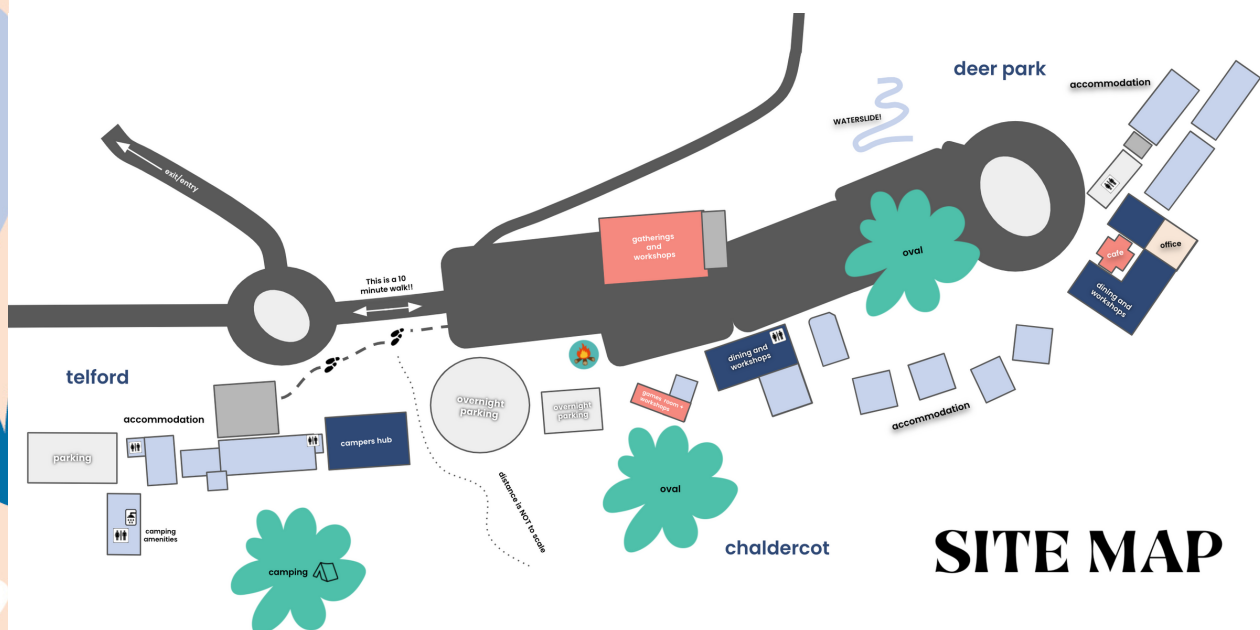 deer park
accommodation
WATERSLIDE!
exit/entry
gatherings
and
workshops
oval
office
cafe
dining and
workshops
This is a 10
minute walk!!
telford
accommodation
parking
campers hub
camping
amenities
camping
overnight
parking
overnight
parking
games room +
workshops
dining and
workshops
accommodation
oval
distance is NOT to scale
chaldercot
SITE MAP